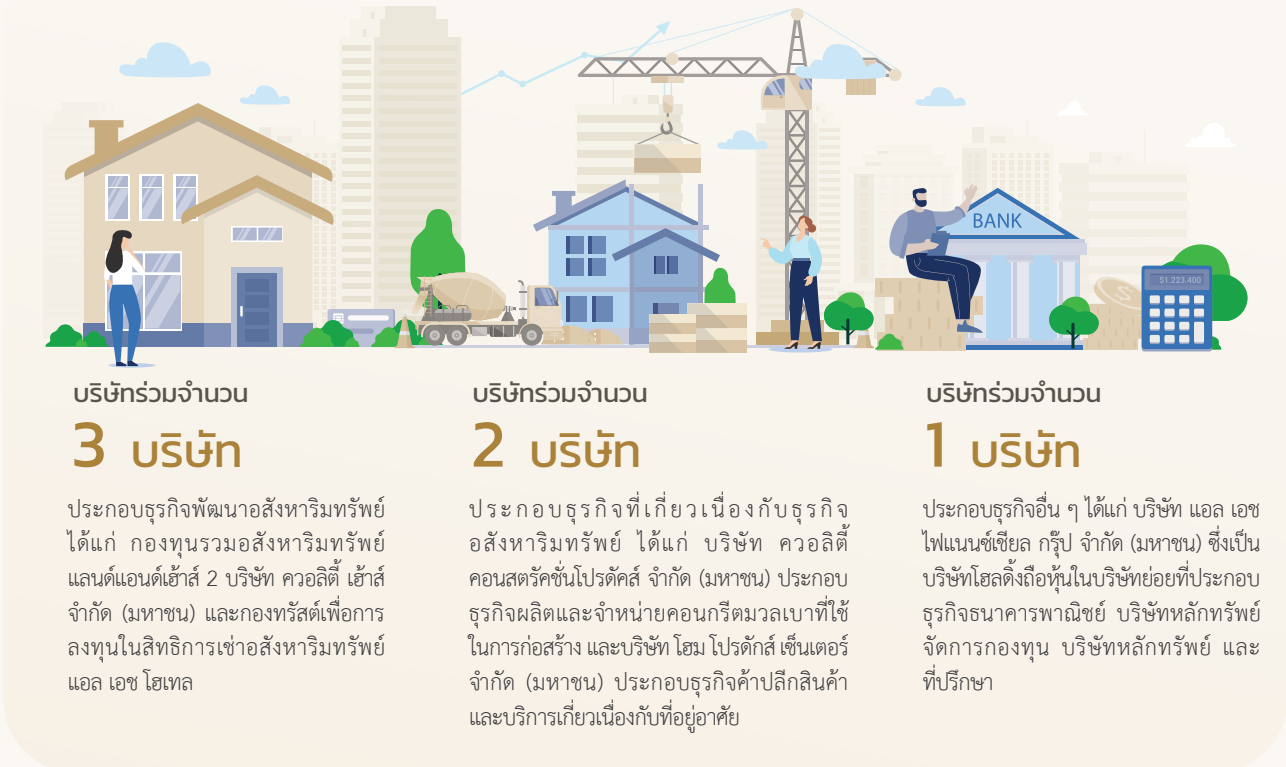 BANK
$1,223,400
บริษัทร่วมจำนวน
3 บริษัท
ประกอบธุรกิจพัฒนาอสังหาริมทรัพย์
ได้แก่ กองทุนรวมอสังหาริมทรัพย์
แลนด์แอนด์เฮ้าส์ 2 บริษัท ควอลิตี้ เฮ้าส์
จำกัด (มหาชน) และกองทรัสต์เพื่อการ
ลงทุนในสิทธิการเช่าอสังหาริมทรัพย์
แอล เอช โฮเทล
บริษัทร่วมจำนวน
2 บริษัท
ประกอบธุรกิจที่เกี่ยวเนื่องกับธุรกิจ
อสังหาริมทรัพย์ ได้แก่ บริษัท ควอลิตี้
คอนสตรัคชั่นโปรดัคส์ จำกัด (มหาชน) ประกอบ
ธุรกิจผลิตและจำหน่ายคอนกรีตมวลเบาที่ใช้
ในการก่อสร้าง และบริษัท โฮม โปรดักส์ เซ็นเตอร์
จำกัด (มหาชน) ประกอบธุรกิจค้าปลีกสินค้า
และบริการเกี่ยวเนื่องกับที่อยู่อาศัย
บริษัทร่วมจำนวน
1 บริษัท
ประกอบธุรกิจอื่น ๆ ได้แก่ บริษัท แอล เอช
ไฟแนนซ์เชียล กรุ๊ป จำกัด (มหาชน) ซึ่งเป็น
บริษัทโฮลดิ้งถือหุ้นในบริษัทย่อยที่ประกอบ
ธุรกิจธนาคารพาณิชย์ บริษัทหลักทรัพย์
จัดการกองทุน บริษัทหลักทรัพย์ และ
ที่ปรึกษา